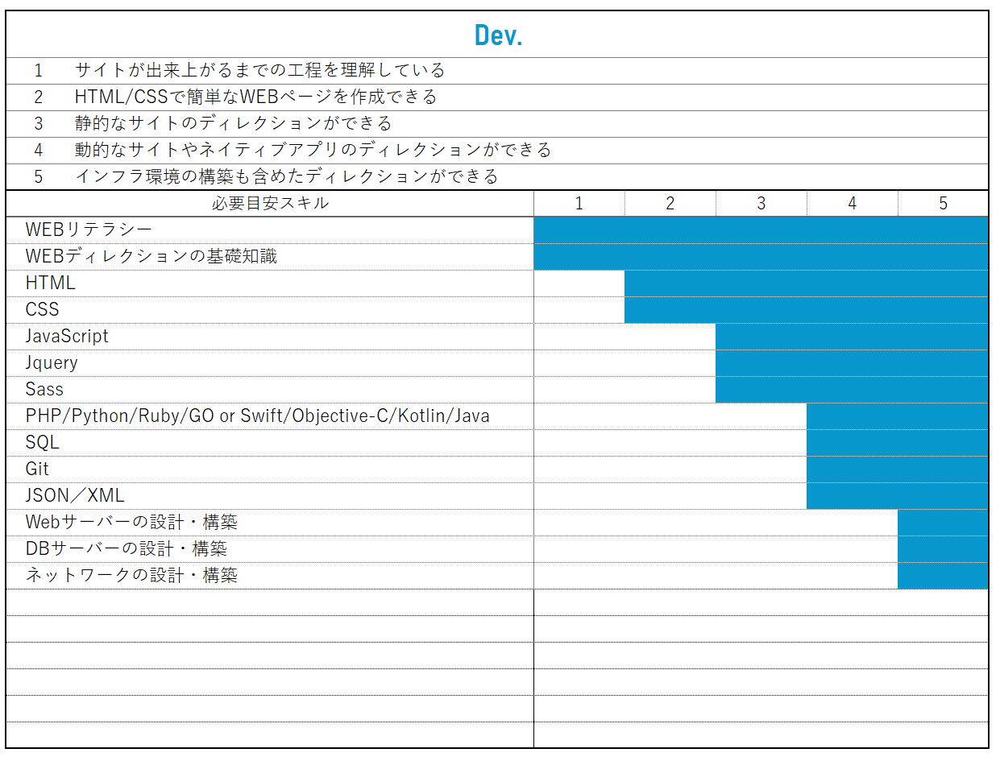 Dev.
1 サイトが出来上がるまでの工程を理解している
2 HTML/CSSで簡単なWEBページを作成できる
3 静的なサイトのディレクションができる
4 動的なサイトやネイティブアプリのディレクションができる
5 インフラ環境の構築も含めたディレクションができる
必要目安スキル 1 2 3 4 5
WEBリテラシー
WEBディレクションの基礎知識
HTML
CSS
JavaScript
Jquery
Sass
PHP/Python/Ruby/GO or Swift/Objective-C/Kotlin/Java
SQL
Git
JSON／XML
Webサーバーの設計・構築
DBサーバーの設計・構築
ネットワークの設計・構築